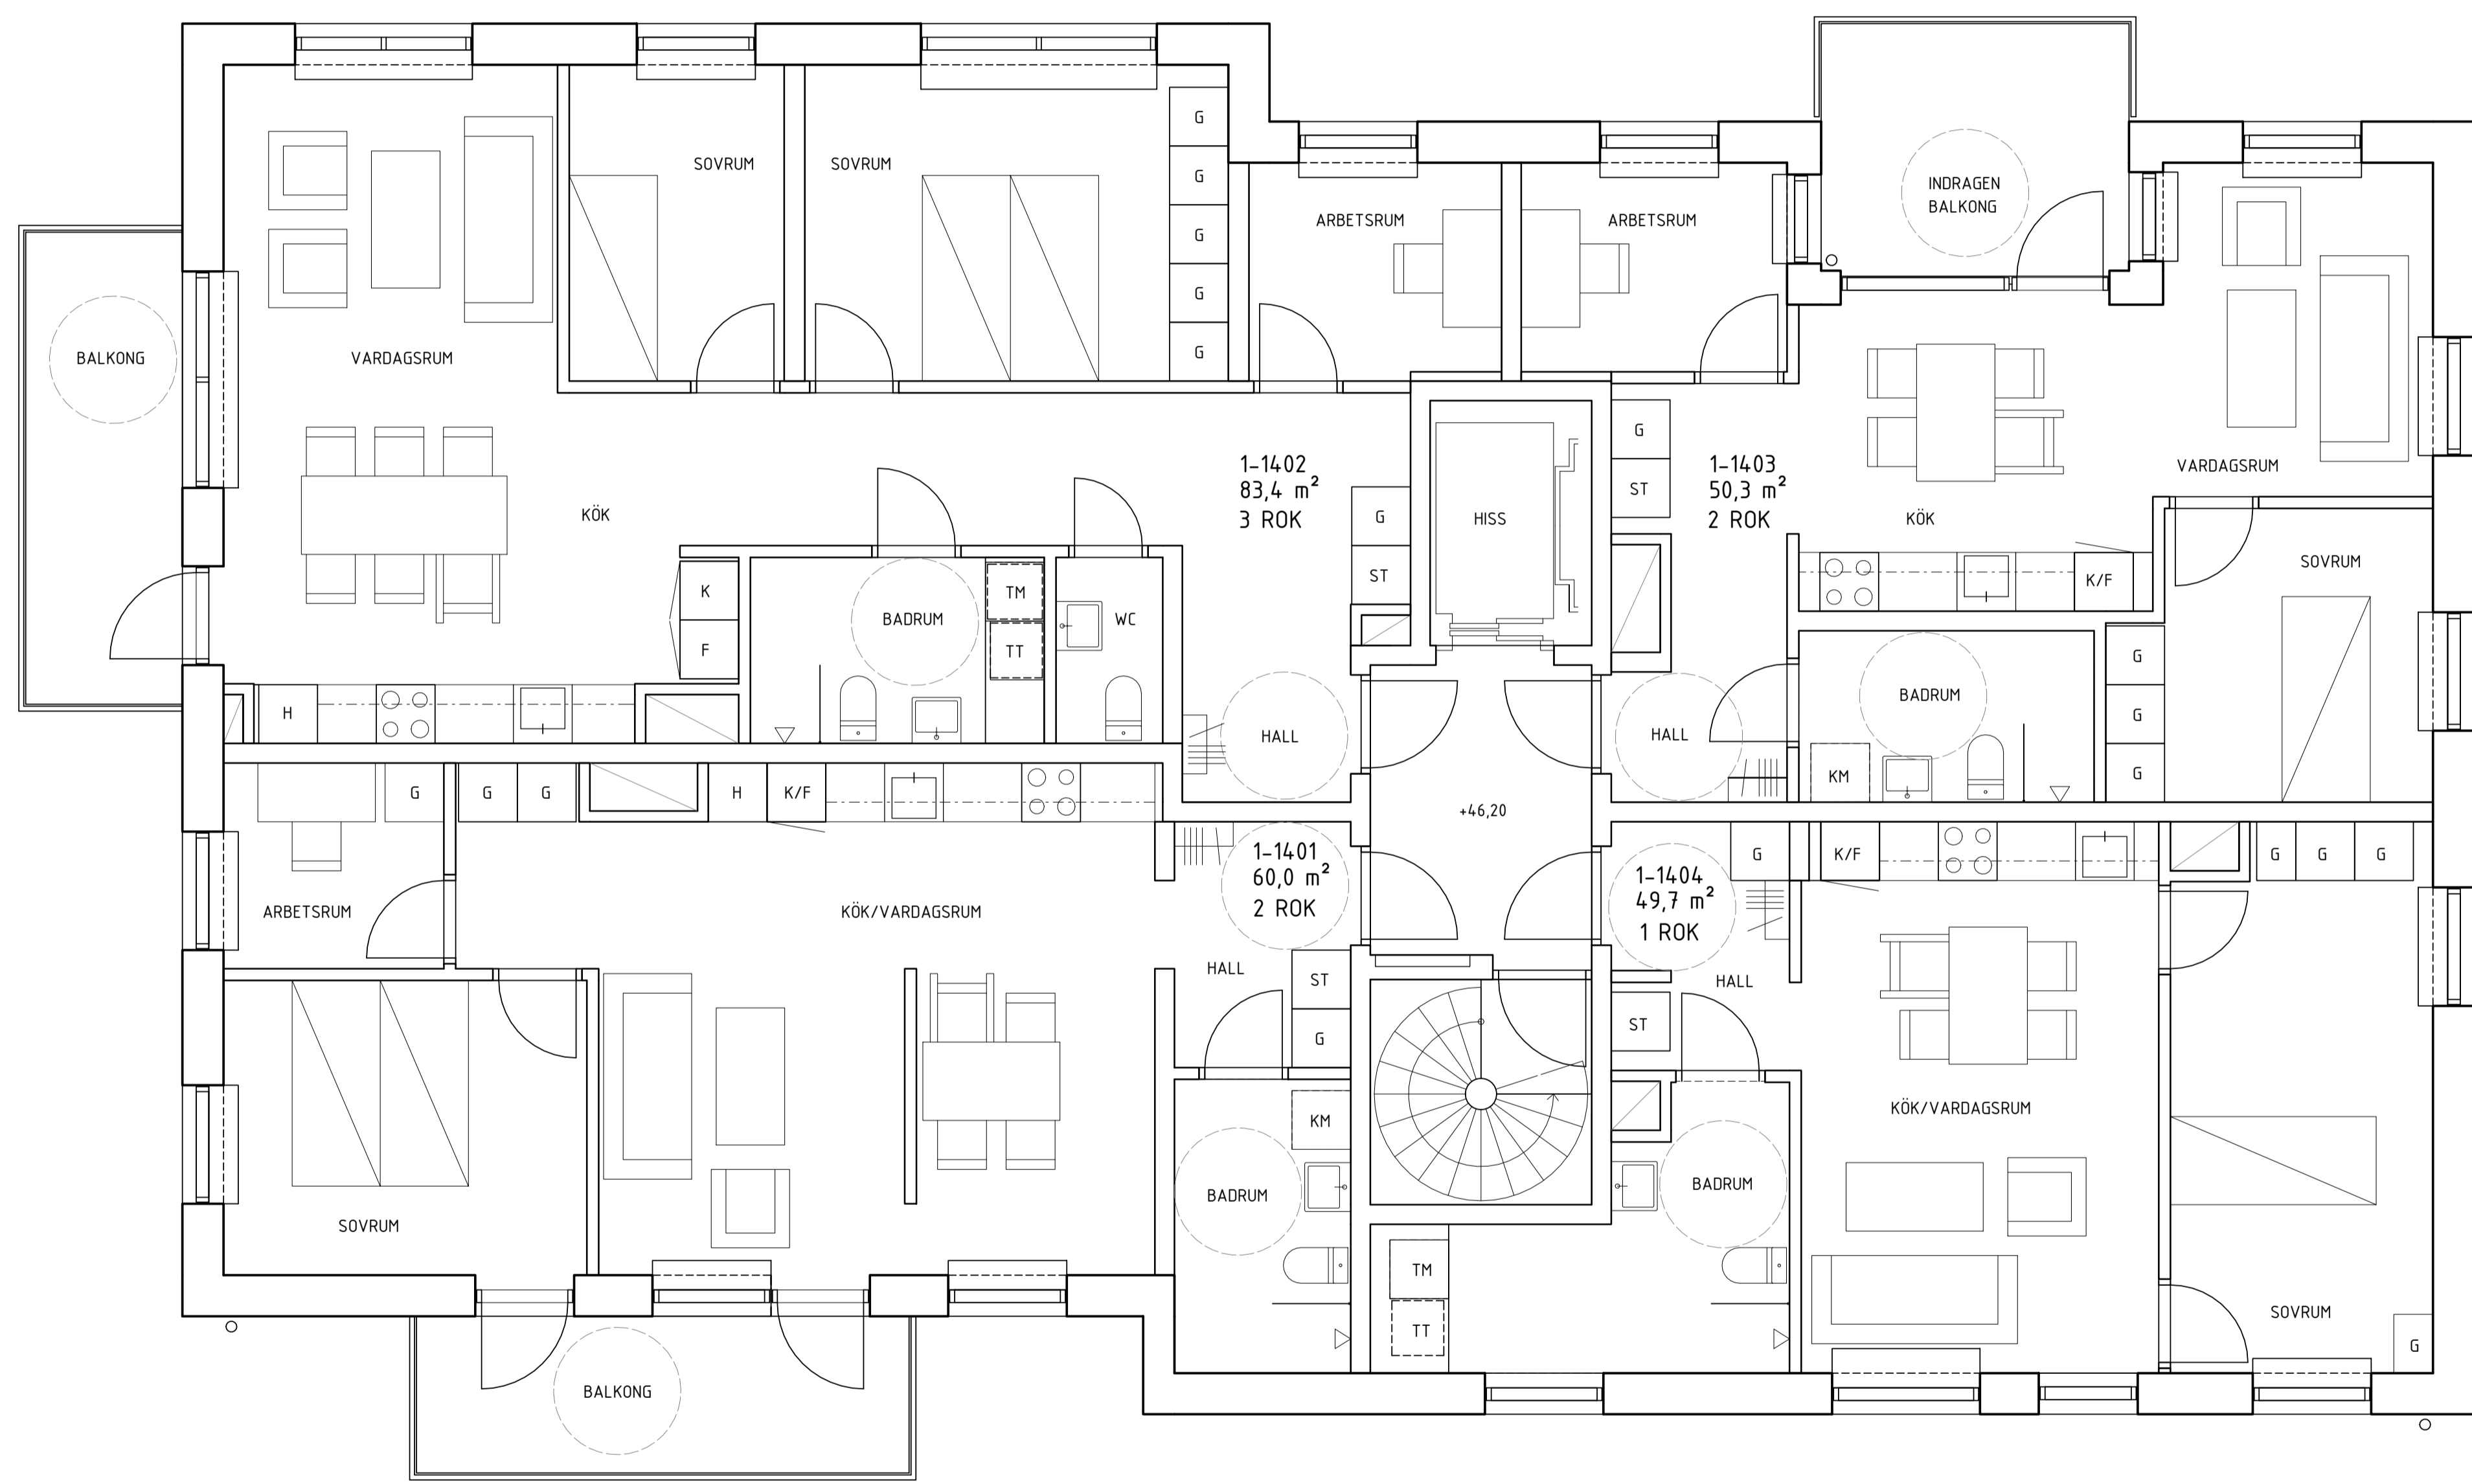 SOVRUM
SOVRUM
G
G
G
G
G
ARBETSRUM
ARBETSRUM
INDRAGEN
BALKONG
BALKONG
VARDAGSRUM
KÖK
1-1402
83,4 m²
3 ROK
G
ST
HISS
G
ST
1-1403
50,3 m²
2 ROK
KÖK
VARDAGSRUM
K/F
SOVRUM
K
F
BADRUM
TM
TT
WC
H
HALL
HALL
BADRUM
KM
G
G
G
G
G
G
H
K/F
+46,20
ARBETSRUM
KÖK/VARDAGSRUM
1-1401
60,0 m²
2 ROK
HALL
ST
G
G
K/F
1-1404
49,7 m²
1 ROK
HALL
ST
G
G
G
KM
BADRUM
BADRUM
KÖK/VARDAGSRUM
SOVRUM
TM
TT
SOVRUM
G
BALKONG